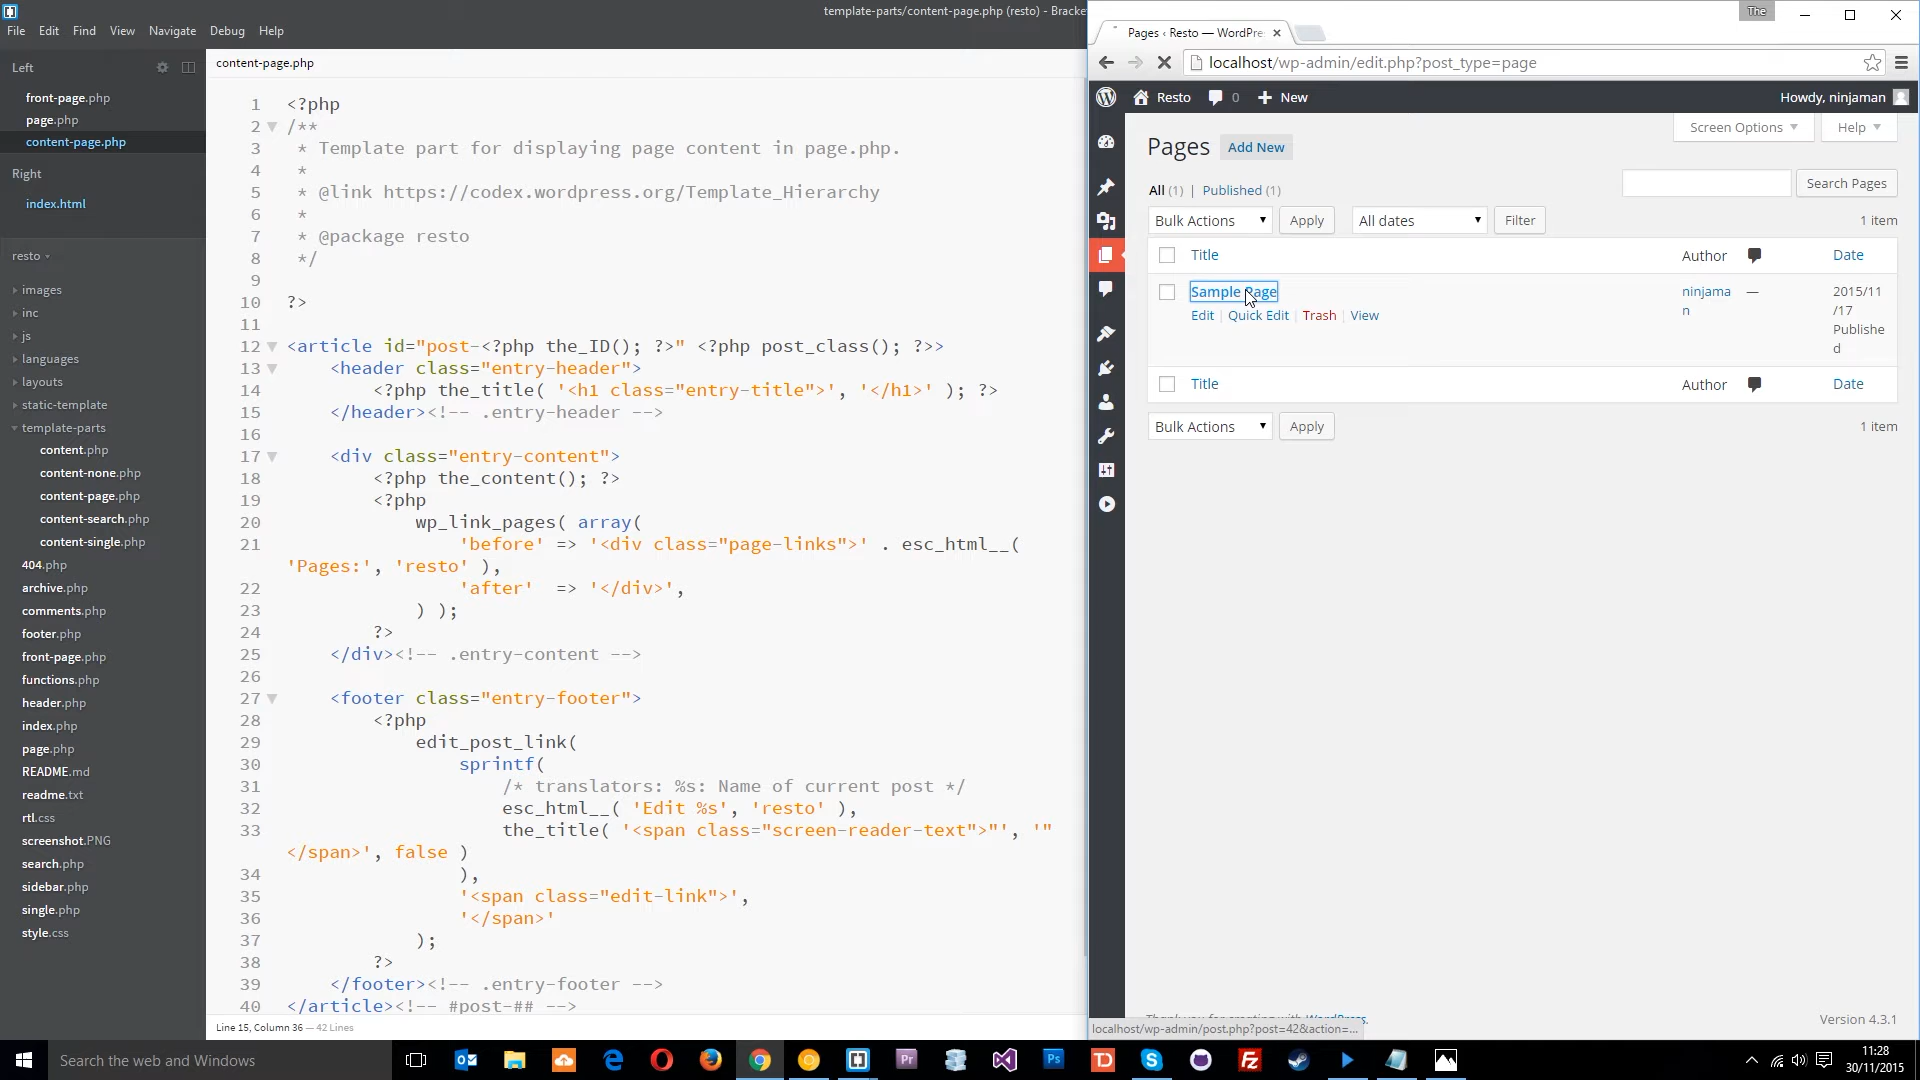 template-parts/content-page.php (resto) - Bracke
File Edit Find View Navigate Debug Help
Left
front-page.php
page.php
content-page.php
Right
index.html
resto
images
inc
js
languages
layouts
static-template
template-parts
content.php
content-none.php
content-page.php
content-search.php
content-single.php
404.php
archive.php
comments.php
footer.php
front-page.php
functions.php
header.php
index.php
page.php
README.md
readme.txt
rtl.css
screenshot.PNG
search.php
sidebar.php
single.php
style.css
content-page.php
1 <?php
2 /**
3 * Template part for displaying page content in page.php.
4 *
5 * @link https://codex.wordpress.org/Template_Hierarchy
6 *
7 * @package resto
8 */
9
10 ?>
11
12 <article id="post-<?php the_ID(); ?>" <?php post_class(); ?>>
13 <header class="entry-header">
14 <?php the_title( '<h1 class="entry-title">', '</h1>' ); ?>
15 </header><!-- .entry-header -->
16
17 <div class="entry-content">
18 <?php the_content(); ?>
19 <?php
20 wp_link_pages( array(
21 'before' => '<div class="page-links">' . esc_html__(
'Pages:', 'resto' ),
22 'after'  => '</div>',
23 ) );
24 ?>
25 </div><!-- .entry-content -->
26
27 <footer class="entry-footer">
28 <?php
29 edit_post_link(
30 sprintf(
31 /* translators: %s: Name of current post */
32 esc_html__( 'Edit %s', 'resto' ),
33 the_title( '<span class="screen-reader-text">"', '"
</span>', false )
34 ),
35 '<span class="edit-link">',
36 '</span>'
37 );
38 ?>
39 </footer><!-- .entry-footer -->
40 </article><!-- #post-## -->
Line 15, Column 36 — 42 Lines
The
Pages ‹ Resto — WordPre
localhost/wp-admin/edit.php?post_type=page
Resto 0 + New Howdy, ninjaman
Screen Options Help
Pages Add New
All (1) | Published (1)
Search Pages
Bulk Actions Apply All dates Filter 1 item
Title Author Date
Sample Page ninjaman — 2015/11
n /17
Edit | Quick Edit | Trash | View
Publishe
d
Title Author Date
Bulk Actions Apply 1 item
Thank you for creating with WordPress.
Version 4.3.1
localhost/wp-admin/post.php?post=42&action=...
Search the web and Windows
Pr
Ps
TD
Fz
11:28
30/11/2015